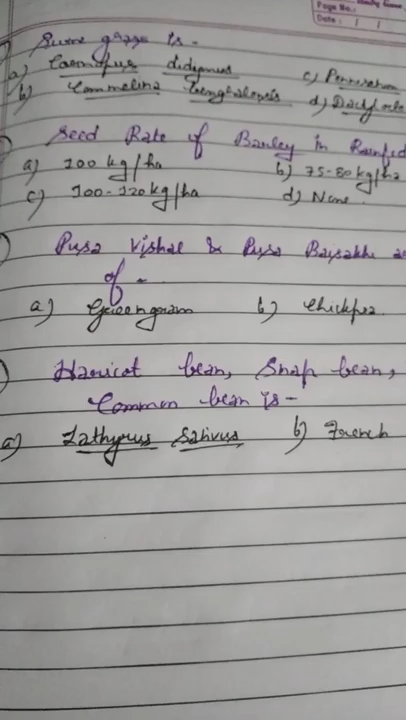 Page No.:
Date: / /
Swine grass is -
a) Coronopus didymus c) Pennisetum
b) Commelina benghalensis d) Dactylocte
Seed Rate of Barley in Rainfed
a) 100 kg/ha b) 75-80 kg/ha
c) 100-120 kg/ha d) None
Pusa Vishal & Pusa Baisakhi a
of -
a) Greengram b) Chickpea
Haricot bean, Snap bean,
Common bean is -
a) Lathyrus Sativus b) French